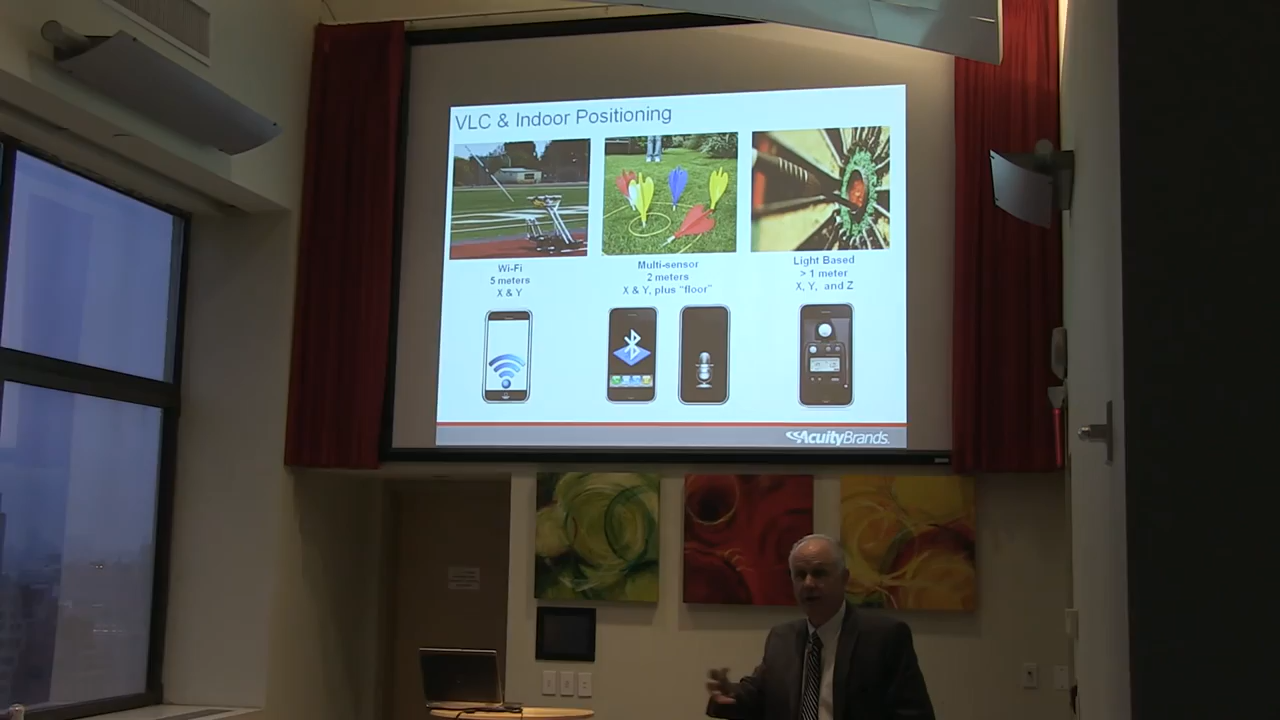 VLC & Indoor Positioning
Wi-Fi
5 meters
X & Y
Multi-sensor
2 meters
X & Y, plus “floor”
Light Based
> 1 meter
X, Y, and Z
AcuityBrands.